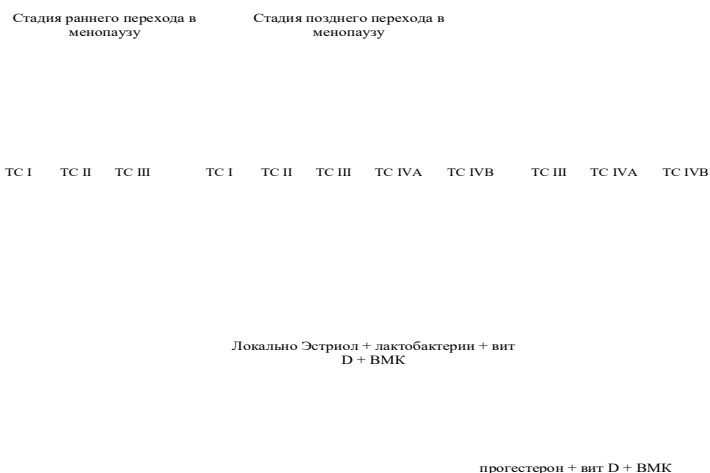 Стадия раннего перехода в
менопаузу
Стадия позднего перехода в
менопаузу
ТС I ТС II ТС III ТС I ТС II ТС III ТС IVA ТС IVB ТС III ТС IVA ТС IVB
Локально Эстриол + лактобактерии + вит
D + ВМК
прогестерон + вит D + ВМК